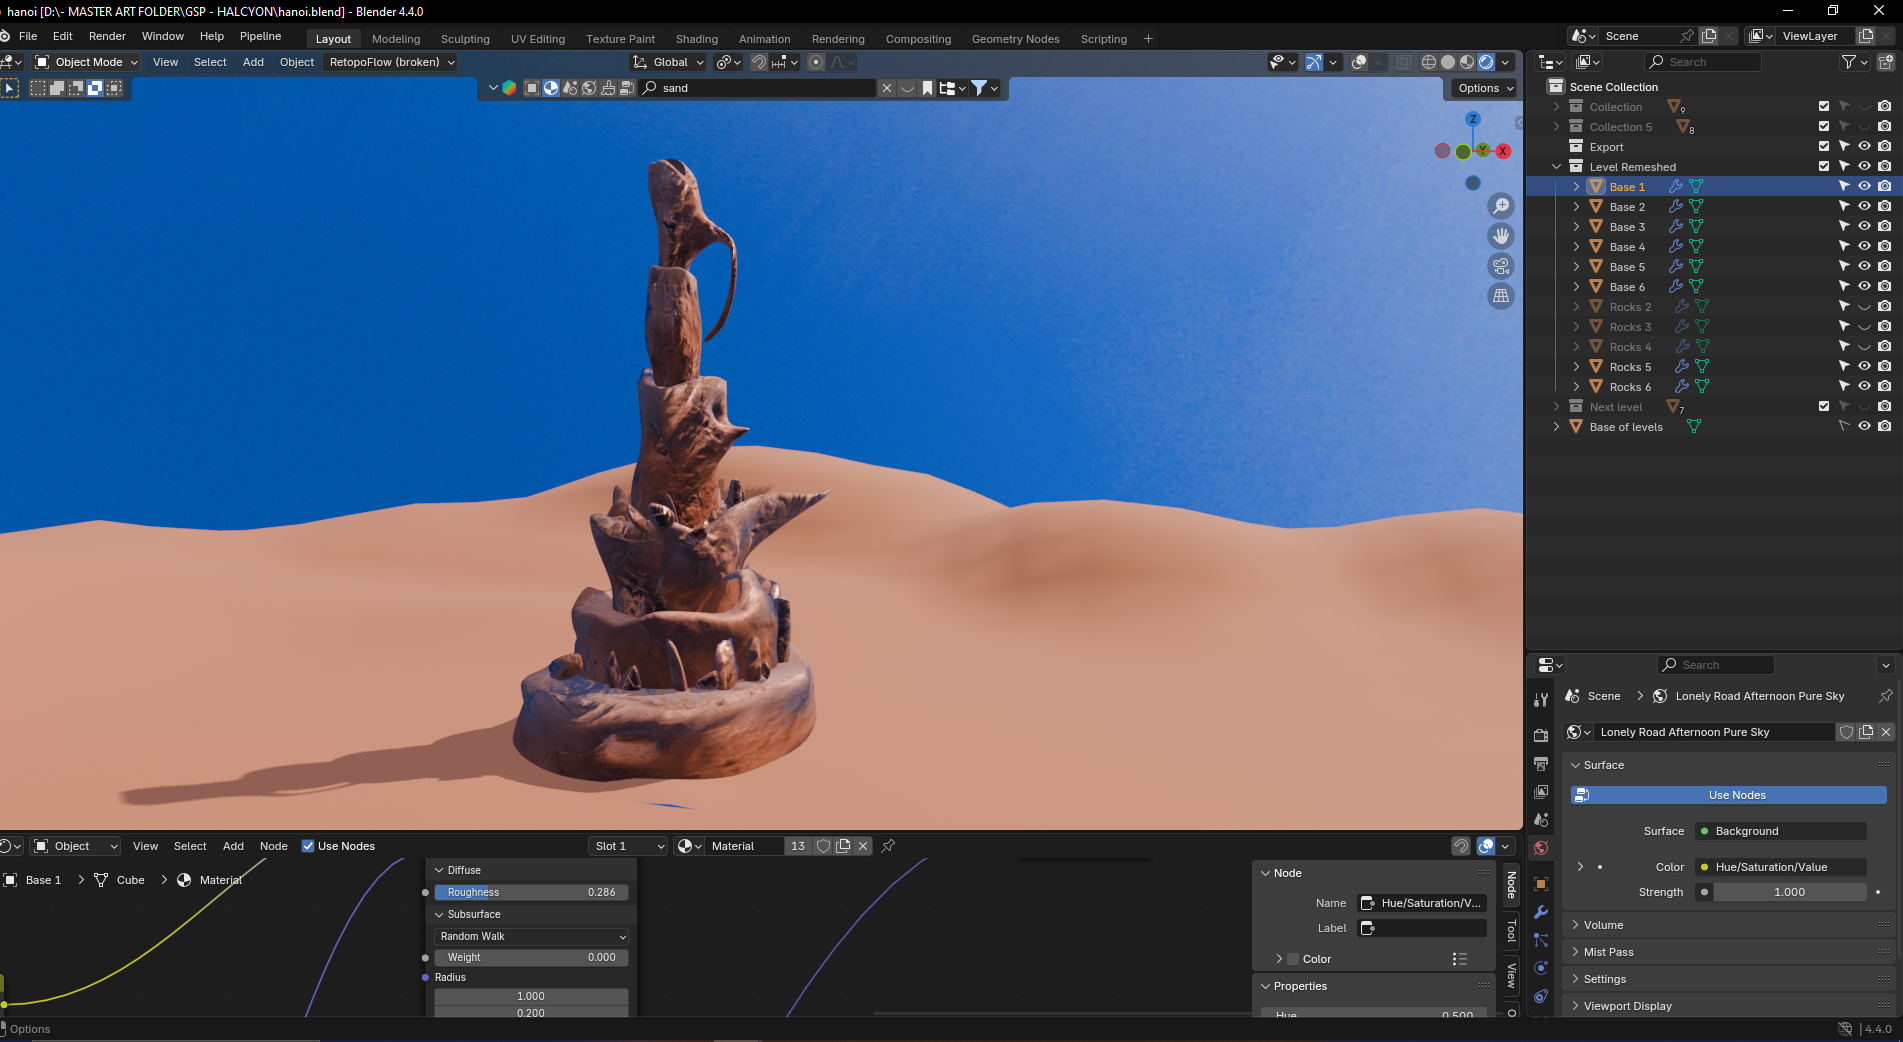 hanoi [D:\- MASTER ART FOLDER\GSP - HALCYON\hanoi.blend] - Blender 4.4.0
File Edit Render Window Help Pipeline Layout Modeling Sculpting UV Editing Texture Paint Shading Animation Rendering Compositing Geometry Nodes Scripting + Scene ViewLayer
Object Mode View Select Add Object RetopoFlow (broken) Global Search
sand Options
Scene Collection
Collection 9
Collection 5 8
Export
Level Remeshed
Base 1
Base 2
Base 3
Base 4
Base 5
Base 6
Rocks 2
Rocks 3
Rocks 4
Rocks 5
Rocks 6
Next level 7
Base of levels
Z
Y X
Search
Scene > Lonely Road Afternoon Pure Sky
Lonely Road Afternoon Pure Sky
Surface
Use Nodes
Surface Background
Color Hue/Saturation/Value
Strength 1.000
Volume
Mist Pass
Settings
Viewport Display
Object View Select Add Node Use Nodes Slot 1 Material 13
Base 1 > Cube > Material
Diffuse
Roughness 0.286
Subsurface
Random Walk
Weight 0.000
Radius
1.000
0.200
Node
Name Hue/Saturation/V...
Label
Color
Properties
Hue 0.500
Node
Tool
View
Options
4.4.0